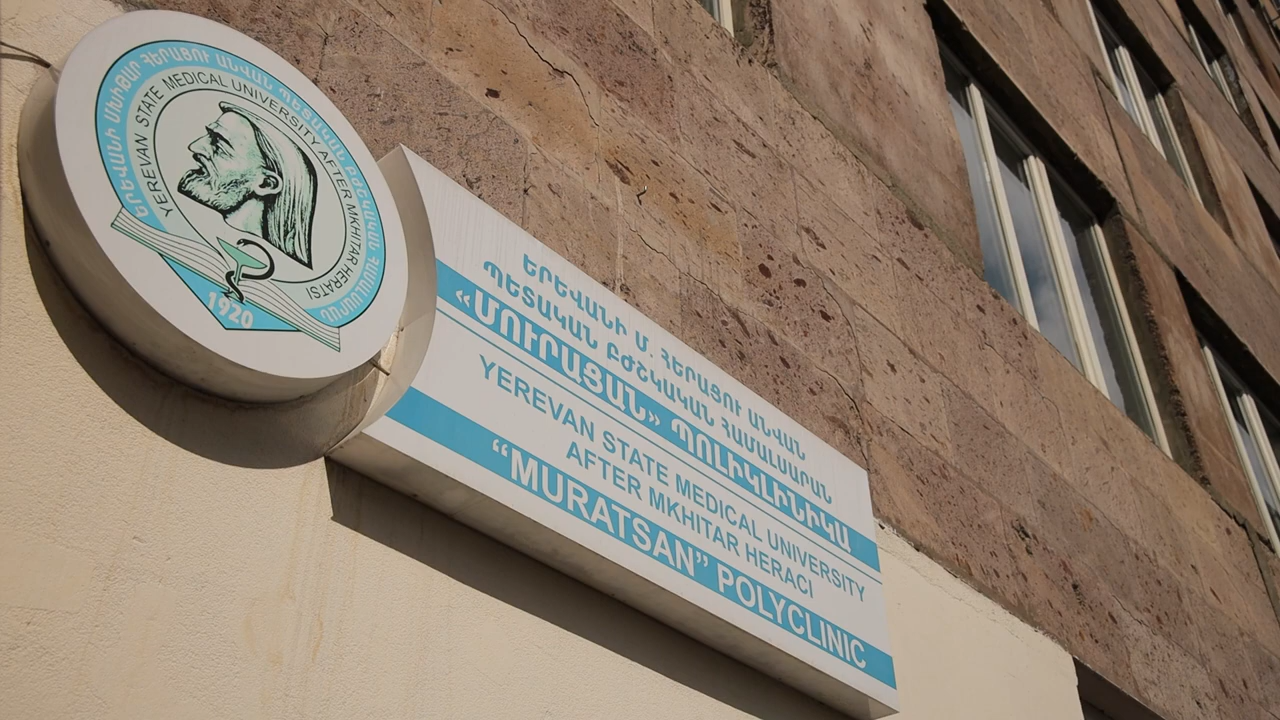 ԵՐԵՎԱՆԻ ՄԽԻԹԱՐ ՀԵՐԱՑՈՒ ԱՆՎԱՆ ՊԵՏԱԿԱՆ ԲԺՇԿԱԿԱՆ ՀԱՄԱԼՍԱՐԱՆ
YEREVAN STATE MEDICAL UNIVERSITY AFTER MKHITAR HERATSI
1920
ԵՐԵՎԱՆԻ Մ. ՀԵՐԱՑՈՒ ԱՆՎԱՆ
ՊԵՏԱԿԱՆ ԲԺՇԿԱԿԱՆ ՀԱՄԱԼՍԱՐԱՆ
«ՄՈՒՐԱՑԱՆ» ՊՈԼԻԿԼԻՆԻԿԱ
YEREVAN STATE MEDICAL UNIVERSITY
AFTER MKHITAR HERACI
“MURATSAN” POLYCLINIC